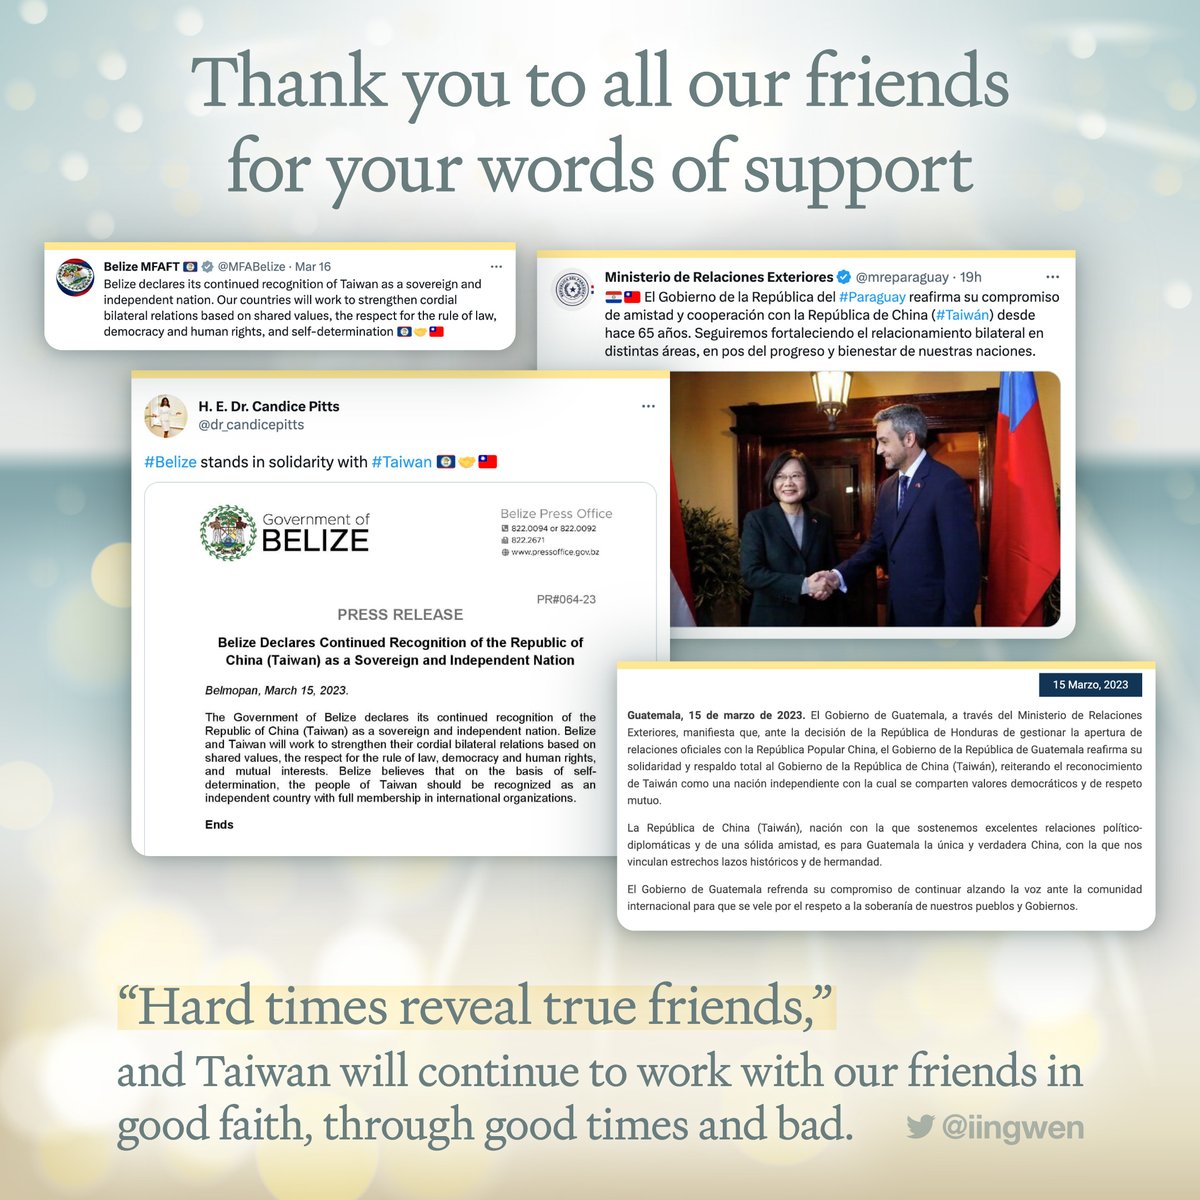 Thank you to all our friends
for your words of support
Belize MFAFT @MFABelize · Mar 16
Belize declares its continued recognition of Taiwan as a sovereign and
independent nation. Our countries will work to strengthen cordial
bilateral relations based on shared values, the respect for the rule of law,
democracy and human rights, and self-determination 🇧🇿🤝🇹🇼
Ministerio de Relaciones Exteriores @mreparaguay · 19h
🇵🇾🇹🇼 El Gobierno de la República del #Paraguay reafirma su compromiso
de amistad y cooperación con la República de China (#Taiwán) desde
hace 65 años. Seguiremos fortaleciendo el relacionamiento bilateral en
distintas áreas, en pos del progreso y bienestar de nuestras naciones.
H. E. Dr. Candice Pitts
@dr_candicepitts
#Belize stands in solidarity with #Taiwan 🇧🇿🤝🇹🇼
Government of
BELIZE
Belize Press Office
822.0094 or 822.0092
822.2671
www.pressoffice.gov.bz
PR#064-23
PRESS RELEASE
Belize Declares Continued Recognition of the Republic of
China (Taiwan) as a Sovereign and Independent Nation
Belmopan, March 15, 2023.
The Government of Belize declares its continued recognition of the
Republic of China (Taiwan) as a sovereign and independent nation. Belize
and Taiwan will work to strengthen their cordial bilateral relations based on
shared values, the respect for the rule of law, democracy and human rights,
and mutual interests. Belize believes that on the basis of self-
determination, the people of Taiwan should be recognized as an
independent country with full membership in international organizations.
Ends
15 Marzo, 2023
Guatemala, 15 de marzo de 2023. El Gobierno de Guatemala, a través del Ministerio de Relaciones
Exteriores, manifiesta que, ante la decisión de la República de Honduras de gestionar la apertura de
relaciones oficiales con la República Popular China, el Gobierno de la República de Guatemala reafirma su
solidaridad y respaldo total al Gobierno de la República de China (Taiwán), reiterando el reconocimiento
de Taiwán como una nación independiente con la cual se comparten valores democráticos y de respeto
mutuo.
La República de China (Taiwán), nación con la que sostenemos excelentes relaciones político-
diplomáticas y de una sólida amistad, es para Guatemala la única y verdadera China, con la que nos
vinculan estrechos lazos históricos y de hermandad.
El Gobierno de Guatemala refrenda su compromiso de continuar alzando la voz ante la comunidad
internacional para que se vele por el respeto a la soberanía de nuestros pueblos y Gobiernos.
“Hard times reveal true friends,”
and Taiwan will continue to work with our friends in
good faith, through good times and bad.
@iingwen